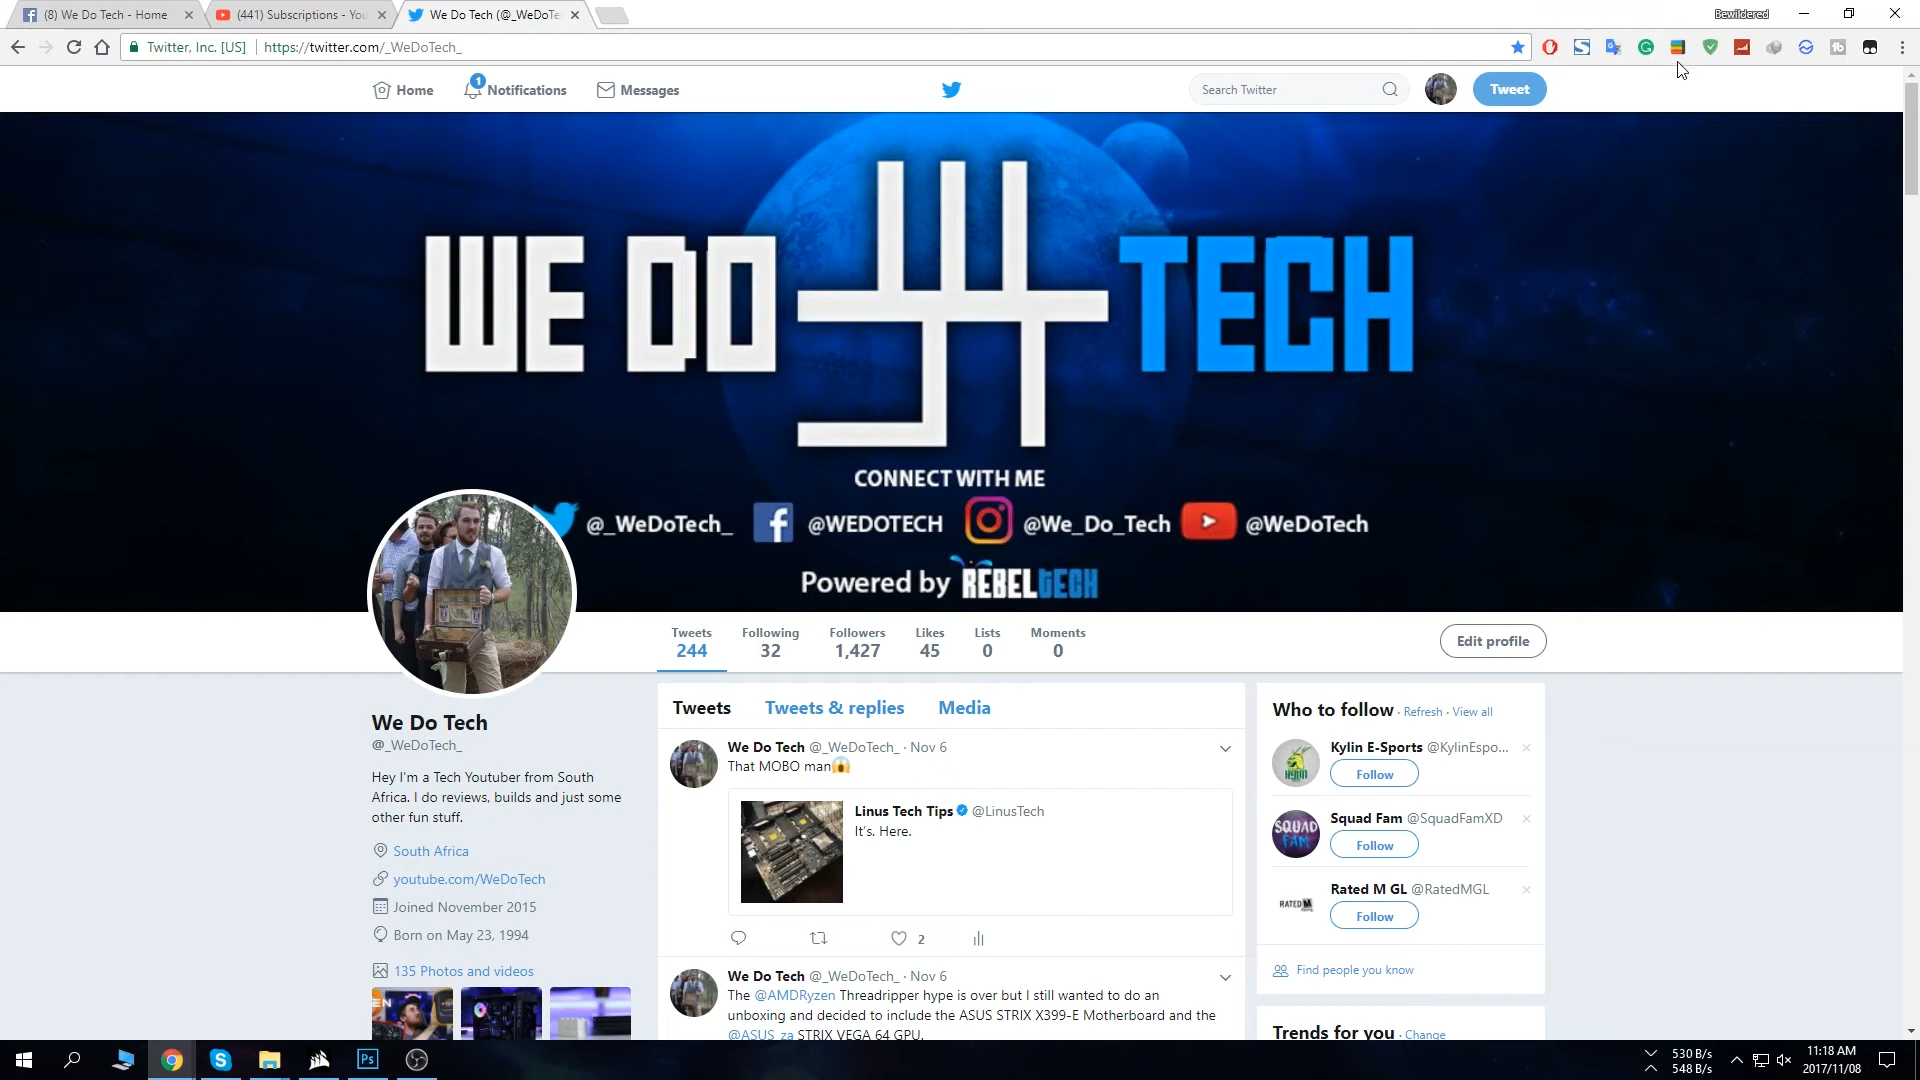 (8) We Do Tech - Home
(441) Subscriptions - You
We Do Tech (@_WeDoTe
Bewildered
Twitter, Inc. [US]
https://twitter.com/_WeDoTech_
Home
1
Notifications
Messages
Search Twitter
Tweet
WE DO TECH
CONNECT WITH ME
@_WeDoTech_ @WEDOTECH @We_Do_Tech @WeDoTech
Powered by REBELTECH
Tweets Following Followers Likes Lists Moments
244 32 1,427 45 0 0
Edit profile
We Do Tech
@_WeDoTech_
Hey I'm a Tech Youtuber from South
Africa. I do reviews, builds and just some
other fun stuff.
South Africa
youtube.com/WeDoTech
Joined November 2015
Born on May 23, 1994
135 Photos and videos
Tweets Tweets & replies Media
We Do Tech @_WeDoTech_ · Nov 6
That MOBO man😱
Linus Tech Tips @LinusTech
It's. Here.
2
We Do Tech @_WeDoTech_ · Nov 6
The @AMDRyzen Threadripper hype is over but I still wanted to do an
unboxing and decided to include the ASUS STRIX X399-E Motherboard and the
@ASUS_za STRIX VEGA 64 GPU.
Who to follow · Refresh · View all
Kylin E-Sports @KylinEspo...
Follow
SQUAD
FAM
Squad Fam @SquadFamXD
Follow
RATED M
Rated M GL @RatedMGL
Follow
Find people you know
Trends for you · Change
Ps
530 B/s
548 B/s
11:18 AM
2017/11/08